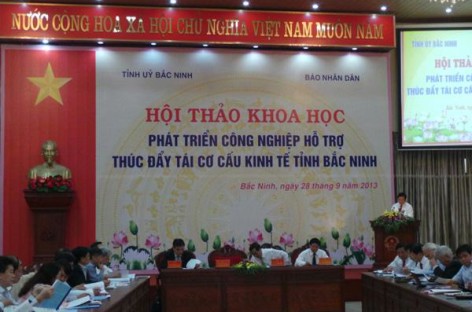 NƯỚC CỘNG HÒA XÃ HỘI CHỦ NGHĨA VIỆT NAM MUÔN NĂM
TỈNH UỶ BẮC NINH
BÁO NHÂN DÂN
HỘI THẢO KHOA HỌC
PHÁT TRIỂN CÔNG NGHIỆP HỖ TRỢ
THÚC ĐẨY TÁI CƠ CẤU KINH TẾ TỈNH BẮC NINH
Bắc Ninh, ngày 28 tháng 9 năm 2013
TỈNH UỶ BẮC NINH
HỘI THẢO
PHÁT TRIỂN
THÚC ĐẨY TÁI CƠ CẤU
Bắc Ninh,